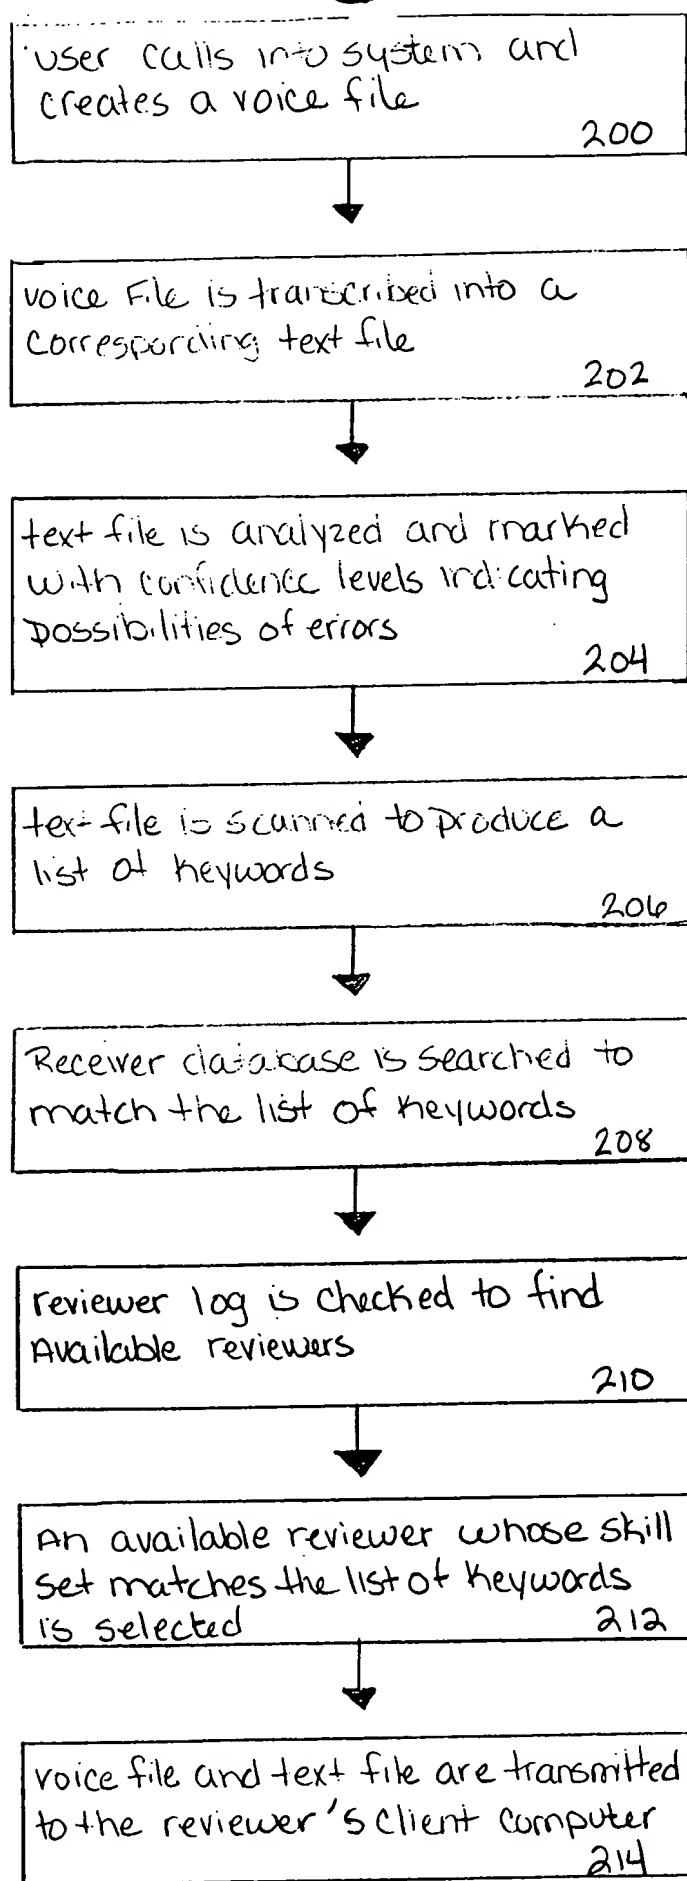 user calls into system and
creates a voice file
200
voice File is transcribed into a
corresponding text file
202
text file is analyzed and marked
with confidence levels indicating
possibilities of errors
204
text file is scanned to produce a
list of keywords
206
Receiver database is searched to
match the list of keywords
208
reviewer log is checked to find
Available reviewers
210
An available reviewer whose skill
set matches the list of keywords
is selected
212
voice file and text file are transmitted
to the reviewer's client computer
214